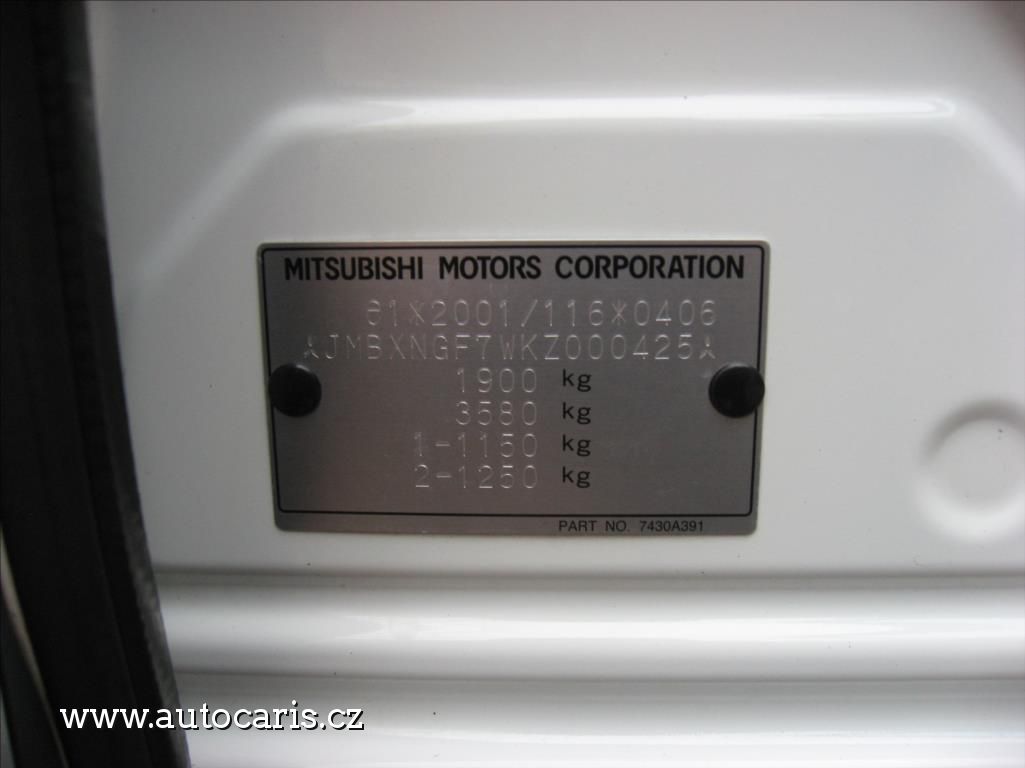 MITSUBISHI MOTORS CORPORATION
e1*2001/116*0406
*JMBXNGF7WKZ000425*
1900 kg
3580 kg
1-1150 kg
2-1250 kg
PART NO. 7430A391
www.autocaris.cz